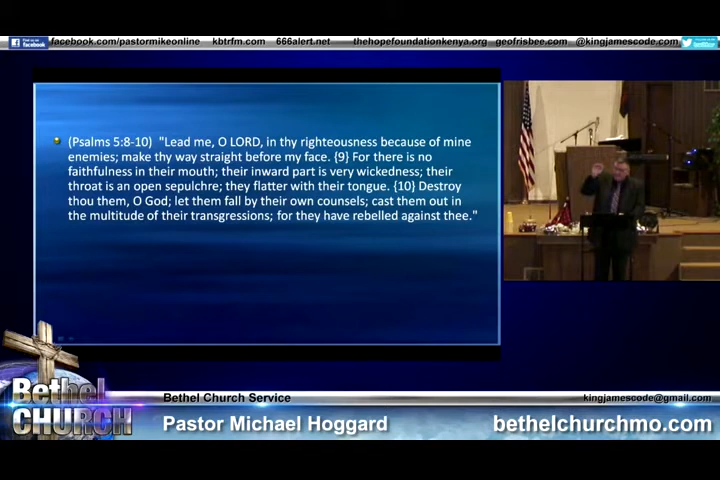 facebook.com/pastormikeonline kbtrfm.com 666alert.net thehopefoundationkenya.org geofrisbee.com @kingjamescode.com
(Psalms 5:8-10) "Lead me, O LORD, in thy righteousness because of mine
enemies; make thy way straight before my face. {9} For there is no
faithfulness in their mouth; their inward part is very wickedness; their
throat is an open sepulchre; they flatter with their tongue. {10} Destroy
thou them, O God; let them fall by their own counsels; cast them out in
the multitude of their transgressions; for they have rebelled against thee."
Bethel
CHURCH
Bethel Church Service
kingjamescode@gmail.com
Pastor Michael Hoggard
bethelchurchmo.com